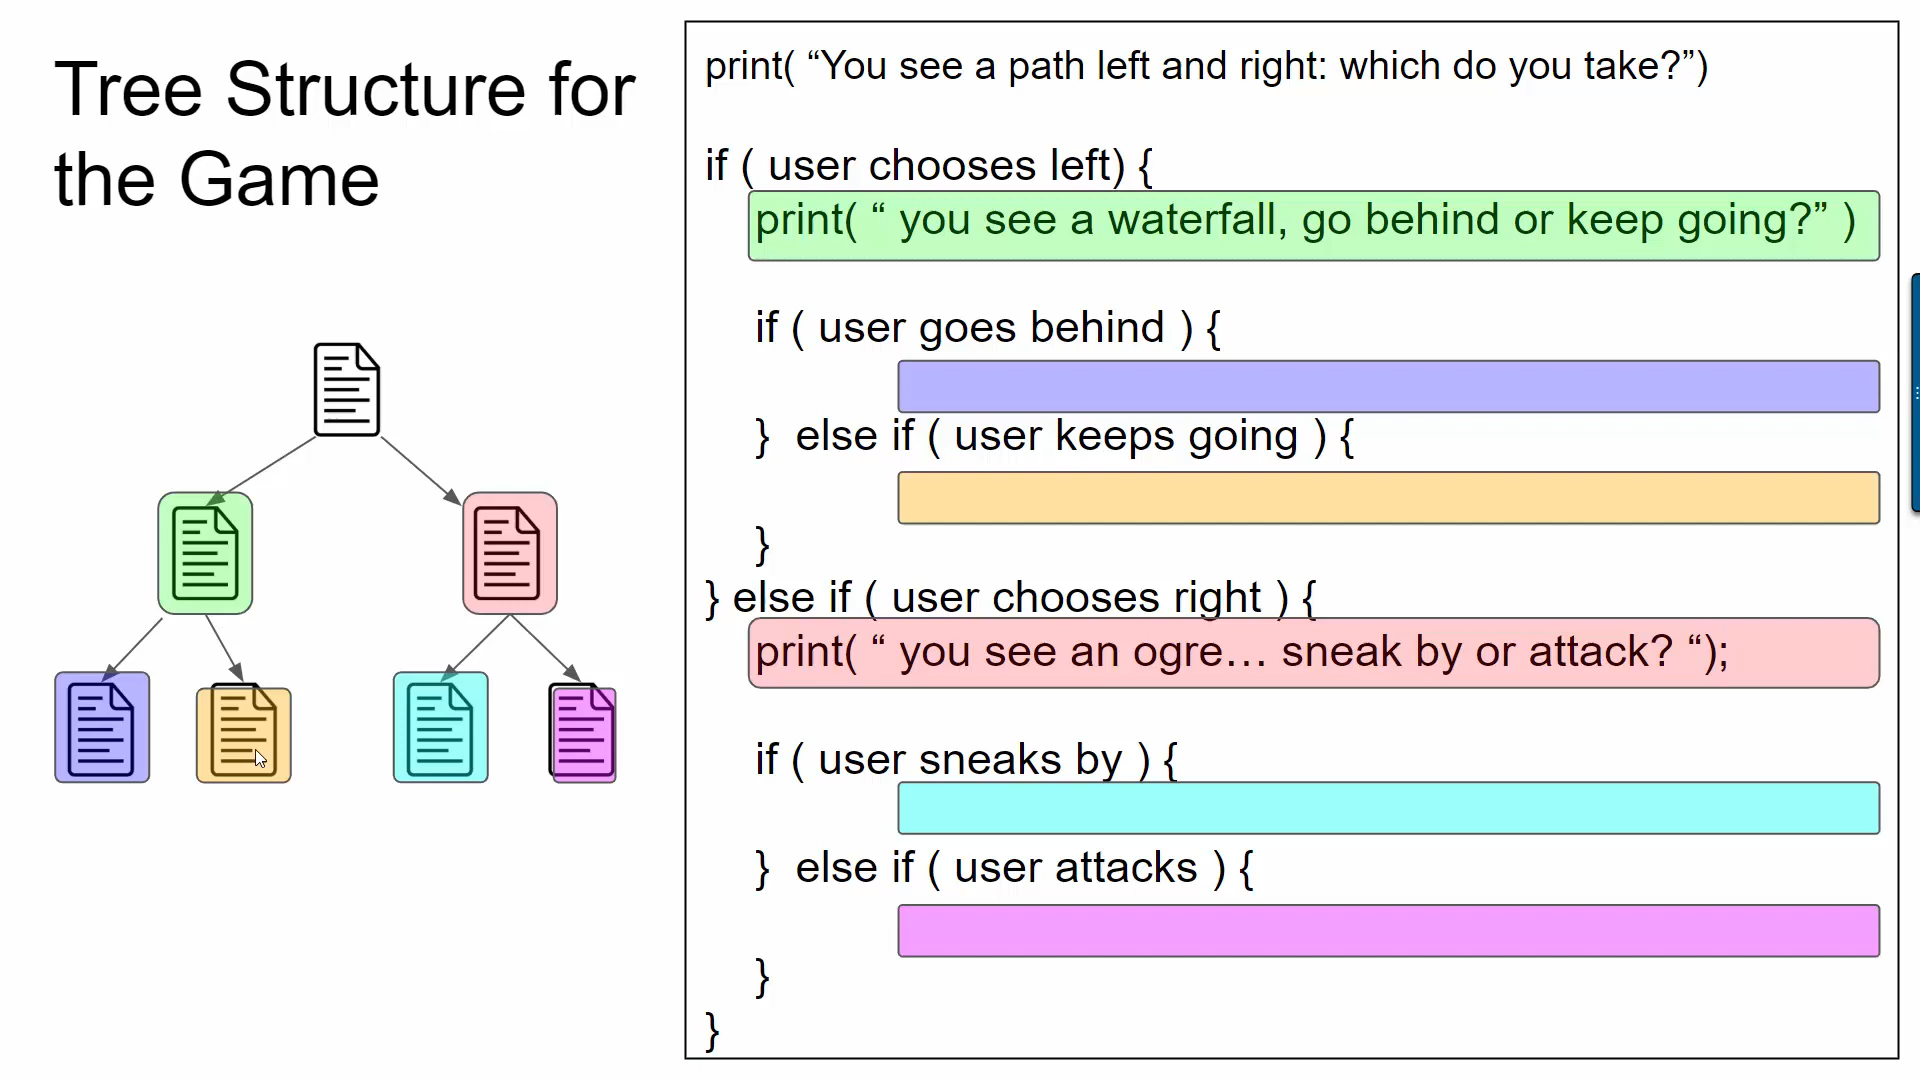 Tree Structure for
the Game
print( “You see a path left and right: which do you take?”)
if ( user chooses left) {
print( “ you see a waterfall, go behind or keep going?” )
if ( user goes behind ) {
} else if ( user keeps going ) {
}
} else if ( user chooses right ) {
print( “ you see an ogre… sneak by or attack? “);
if ( user sneaks by ) {
} else if ( user attacks ) {
}
}